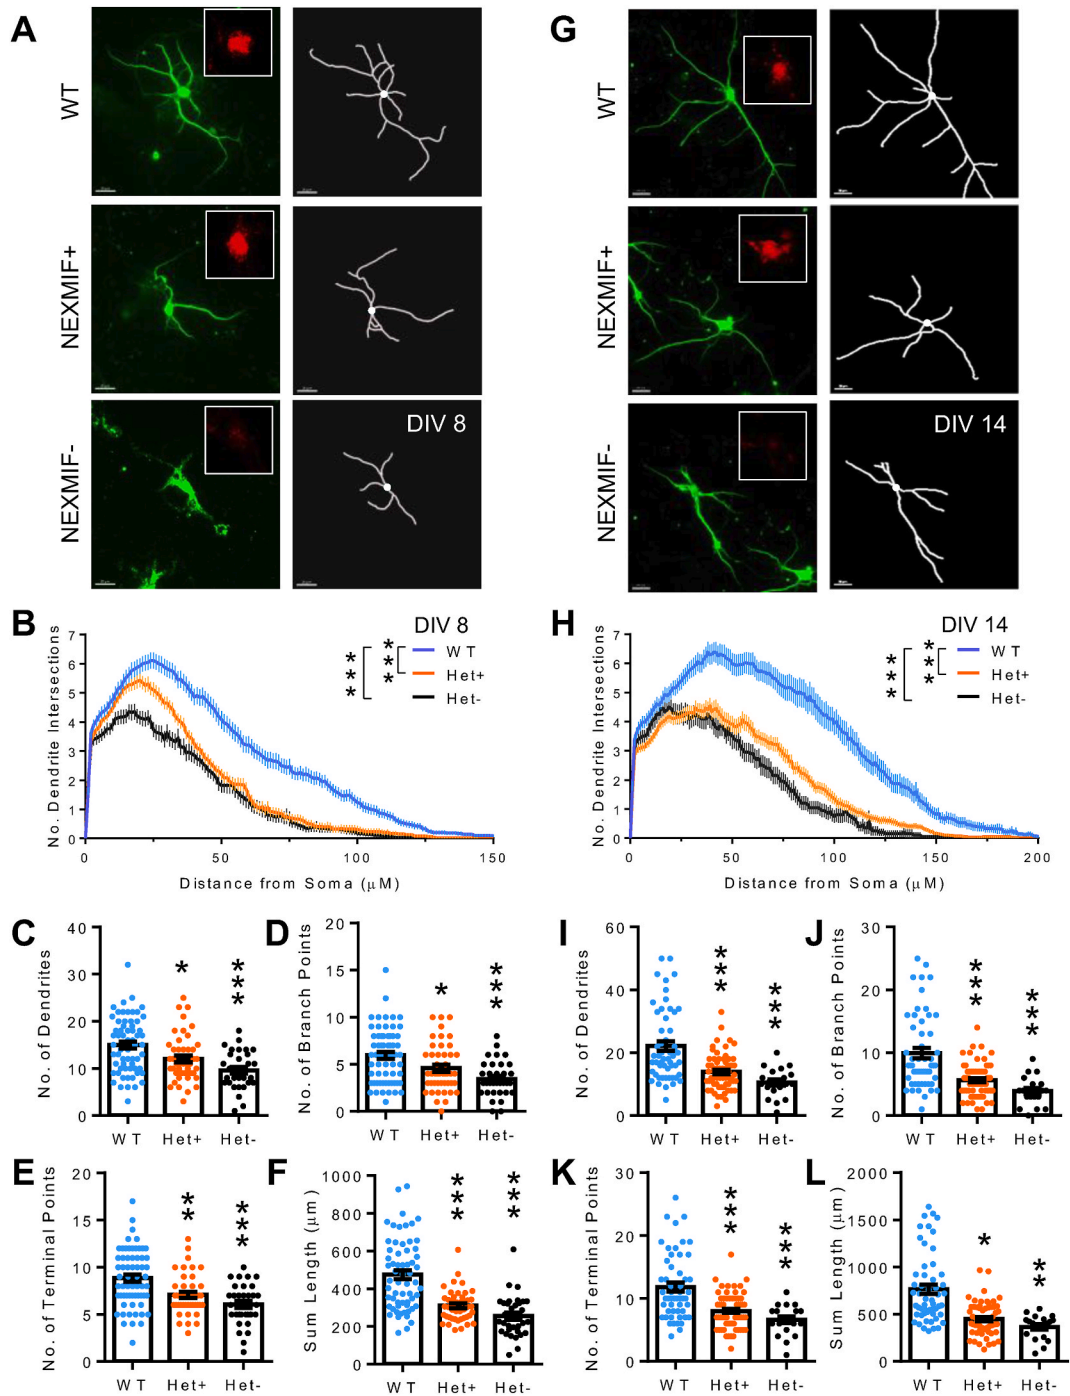 A
WT
NEXMIF+
NEXMIF-
DIV 8
G
WT
NEXMIF+
NEXMIF-
DIV 14
B
DIV 8
No. Dendrite Intersections
7
6
5
4
3
2
1
0
0
50
100
150
Distance from Soma (μM)
***
***
WT
Het+
Het-
H
DIV 14
No. Dendrite Intersections
7
6
5
4
3
2
1
0
0
50
100
150
200
Distance from Soma (μM)
***
***
WT
Het+
Het-
C
No. of Dendrites
40
30
20
10
0
*
***
WT
Het+
Het-
D
No. of Branch Points
20
15
10
5
0
*
***
WT
Het+
Het-
I
No. of Dendrites
60
40
20
0
***
***
WT
Het+
Het-
J
No. of Branch Points
30
20
10
0
***
***
WT
Het+
Het-
E
No. of Terminal Points
20
15
10
5
0
**
***
WT
Het+
Het-
F
Sum Length (μm)
1000
800
600
400
200
0
***
***
WT
Het+
Het-
K
No. of Terminal Points
30
20
10
0
***
***
WT
Het+
Het-
L
Sum Length (μm)
2000
1500
1000
500
0
*
**
WT
Het+
Het-